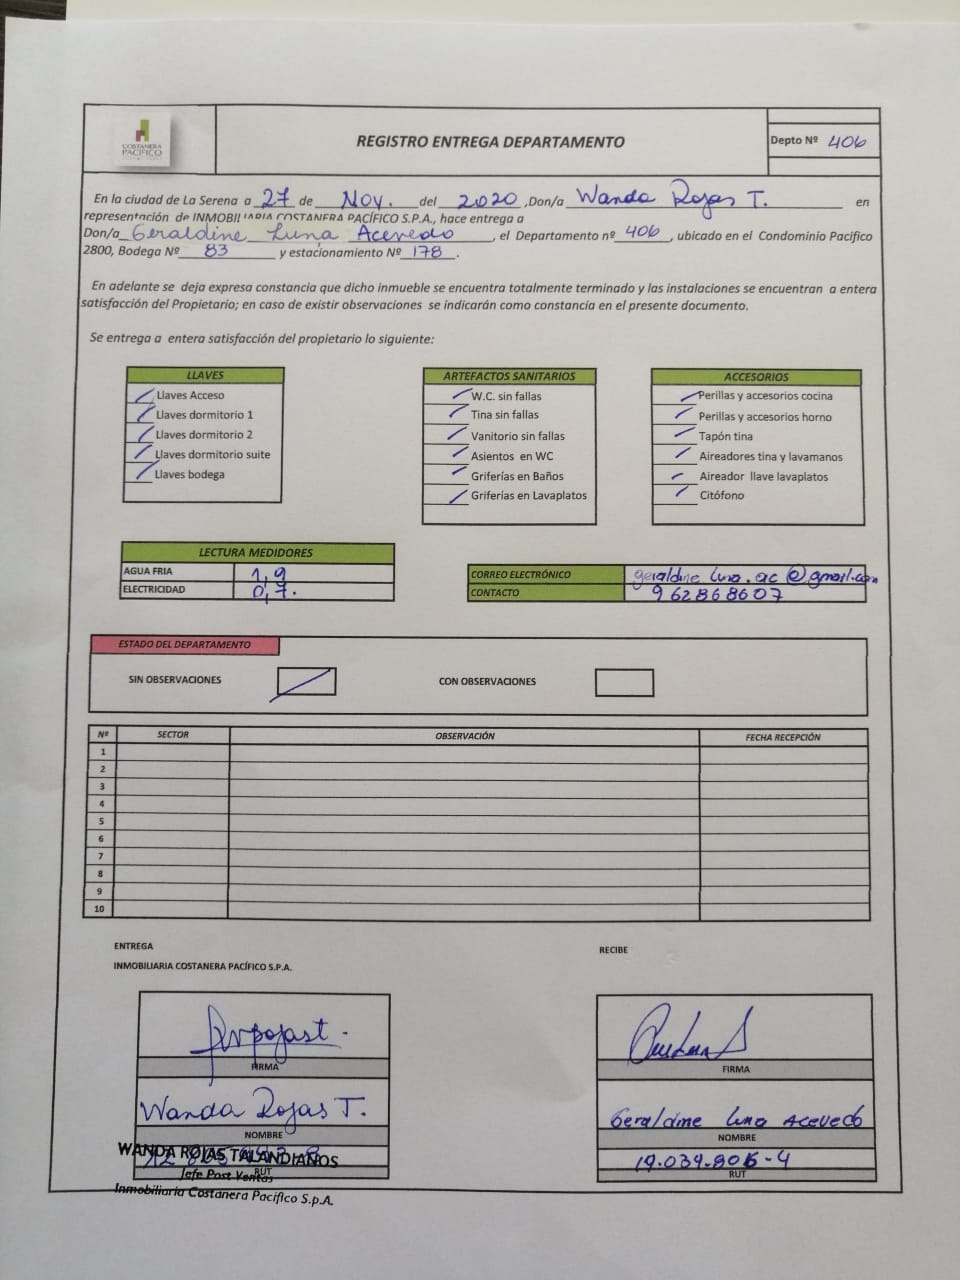 COSTANERA
PACÍFICO
REGISTRO ENTREGA DEPARTAMENTO
Depto Nº 406
En la ciudad de La Serena a 27 de Nov. del 2020 ,Don/a Wanda Rojas T. en
representación de INMOBILIARIA COSTANERA PACÍFICO S.P.A., hace entrega a
Don/a Geraldine Luna Acevedo , el Departamento nº 406 , ubicado en el Condominio Pacifico
2800, Bodega Nº 83 y estacionamiento Nº 178 .
En adelante se deja expresa constancia que dicho inmueble se encuentra totalmente terminado y las instalaciones se encuentran a entera
satisfacción del Propietario; en caso de existir observaciones se indicarán como constancia en el presente documento.
Se entrega a entera satisfacción del propietario lo siguiente:
LLAVES
Llaves Acceso
Llaves dormitorio 1
Llaves dormitorio 2
Llaves dormitorio suite
Llaves bodega
ARTEFACTOS SANITARIOS
W.C. sin fallas
Tina sin fallas
Vanitorio sin fallas
Asientos en WC
Griferías en Baños
Griferías en Lavaplatos
ACCESORIOS
Perillas y accesorios cocina
Perillas y accesorios horno
Tapón tina
Aireadores tina y lavamanos
Aireador llave lavaplatos
Citófono
LECTURA MEDIDORES
AGUA FRIA 1,9
ELECTRICIDAD 0,7.
CORREO ELECTRÓNICO geraldine.luna.ac@gmail.com
CONTACTO 962868607
ESTADO DEL DEPARTAMENTO
SIN OBSERVACIONES
CON OBSERVACIONES
Nº SECTOR OBSERVACIÓN FECHA RECEPCIÓN
1
2
3
4
5
6
7
8
9
10
ENTREGA
INMOBILIARIA COSTANERA PACÍFICO S.P.A.
FIRMA
Wanda Rojas T.
NOMBRE
WANDA ROJAS TALANDIANOS
RUT
Jefe Post Ventas
Inmobiliaria Costanera Pacifico S.p.A.
RECIBE
FIRMA
Geraldine Luna Acevedo
NOMBRE
19.039.806-4
RUT